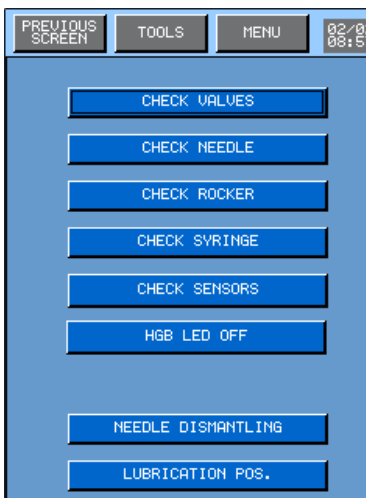 PREVIOUS
SCREEN
TOOLS
MENU
CHECK VALVES
CHECK NEEDLE
CHECK ROCKER
CHECK SYRINGE
CHECK SENSORS
HGB LED OFF
NEEDLE DISMANTLING
LUBRICATION POS.